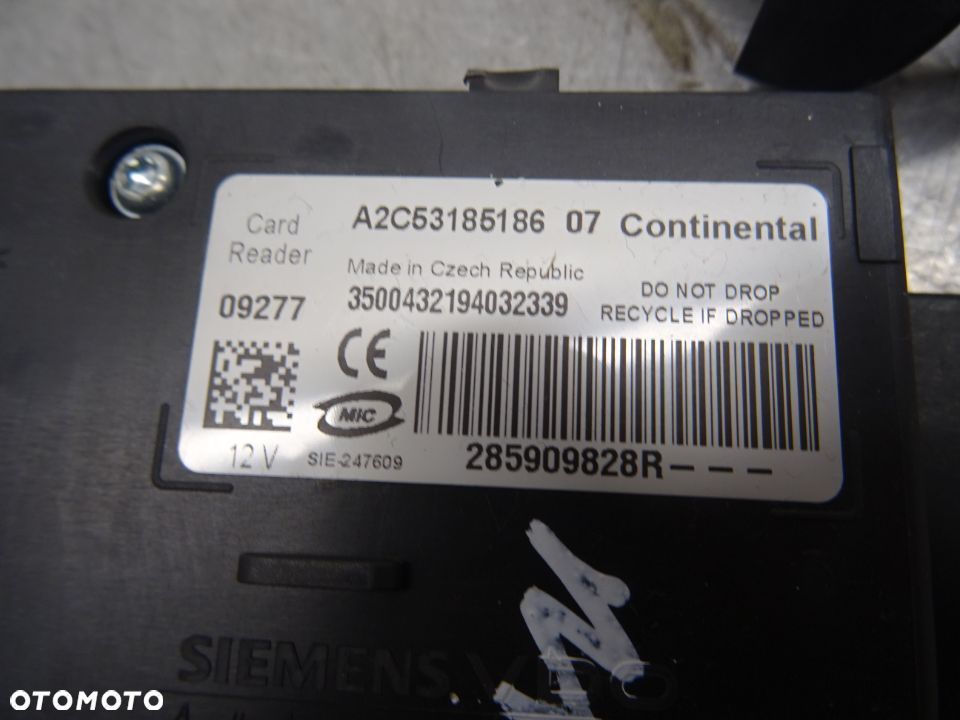 Card Reader
A2C53185186 07 Continental
Made in Czech Republic
09277
3500432194032339
DO NOT DROP
RECYCLE IF DROPPED
CE
MIC
12 V
SIE-247609
285909828R---
SIEMENS VDO
OTOMOTO